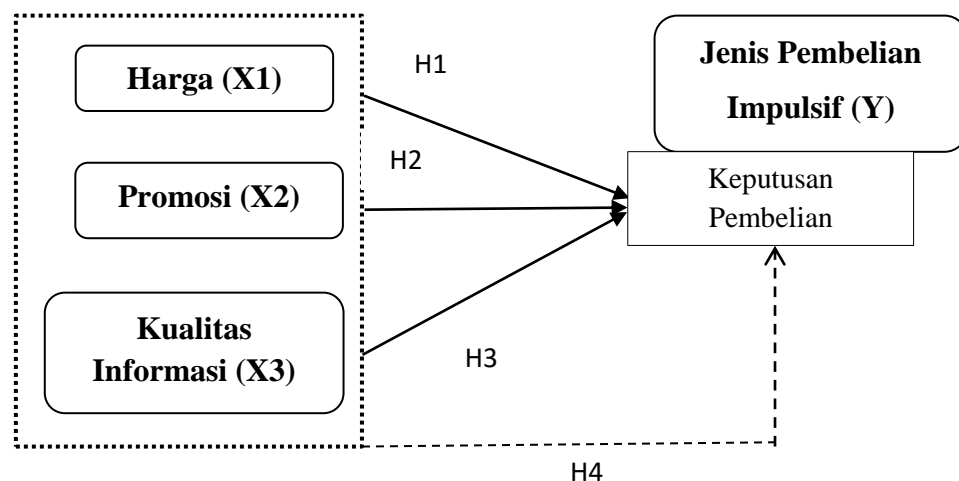 Harga (X1)
Promosi (X2)
Kualitas
Informasi (X3)
H1
H2
H3
H4
Jenis Pembelian
Impulsif (Y)
Keputusan
Pembelian